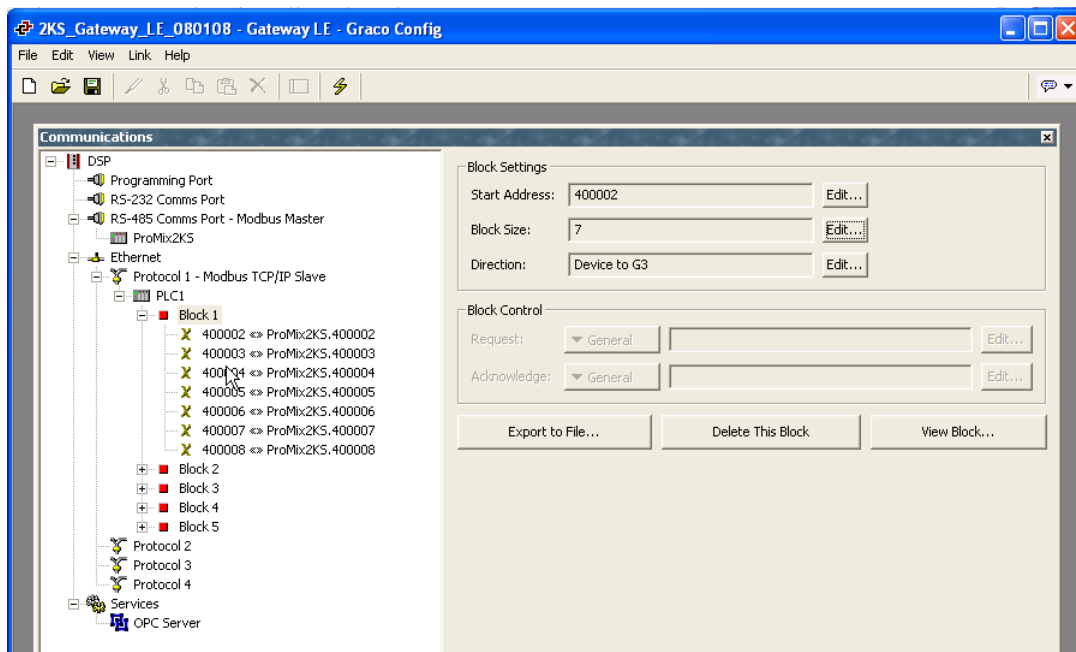 2KS_Gateway_LE_080108 - Gateway LE - Graco Config
File Edit View Link Help
Communications
DSP
Programming Port
RS-232 Comms Port
RS-485 Comms Port - Modbus Master
ProMix2KS
Ethernet
Protocol 1 - Modbus TCP/IP Slave
PLC1
Block 1
400002 <> ProMix2KS.400002
400003 <> ProMix2KS.400003
400004 <> ProMix2KS.400004
400005 <> ProMix2KS.400005
400006 <> ProMix2KS.400006
400007 <> ProMix2KS.400007
400008 <> ProMix2KS.400008
Block 2
Block 3
Block 4
Block 5
Protocol 2
Protocol 3
Protocol 4
Services
OPC Server
Block Settings
Start Address: 400002 Edit...
Block Size: 7 Edit...
Direction: Device to G3 Edit...
Block Control
Request: General Edit...
Acknowledge: General Edit...
Export to File... Delete This Block View Block...